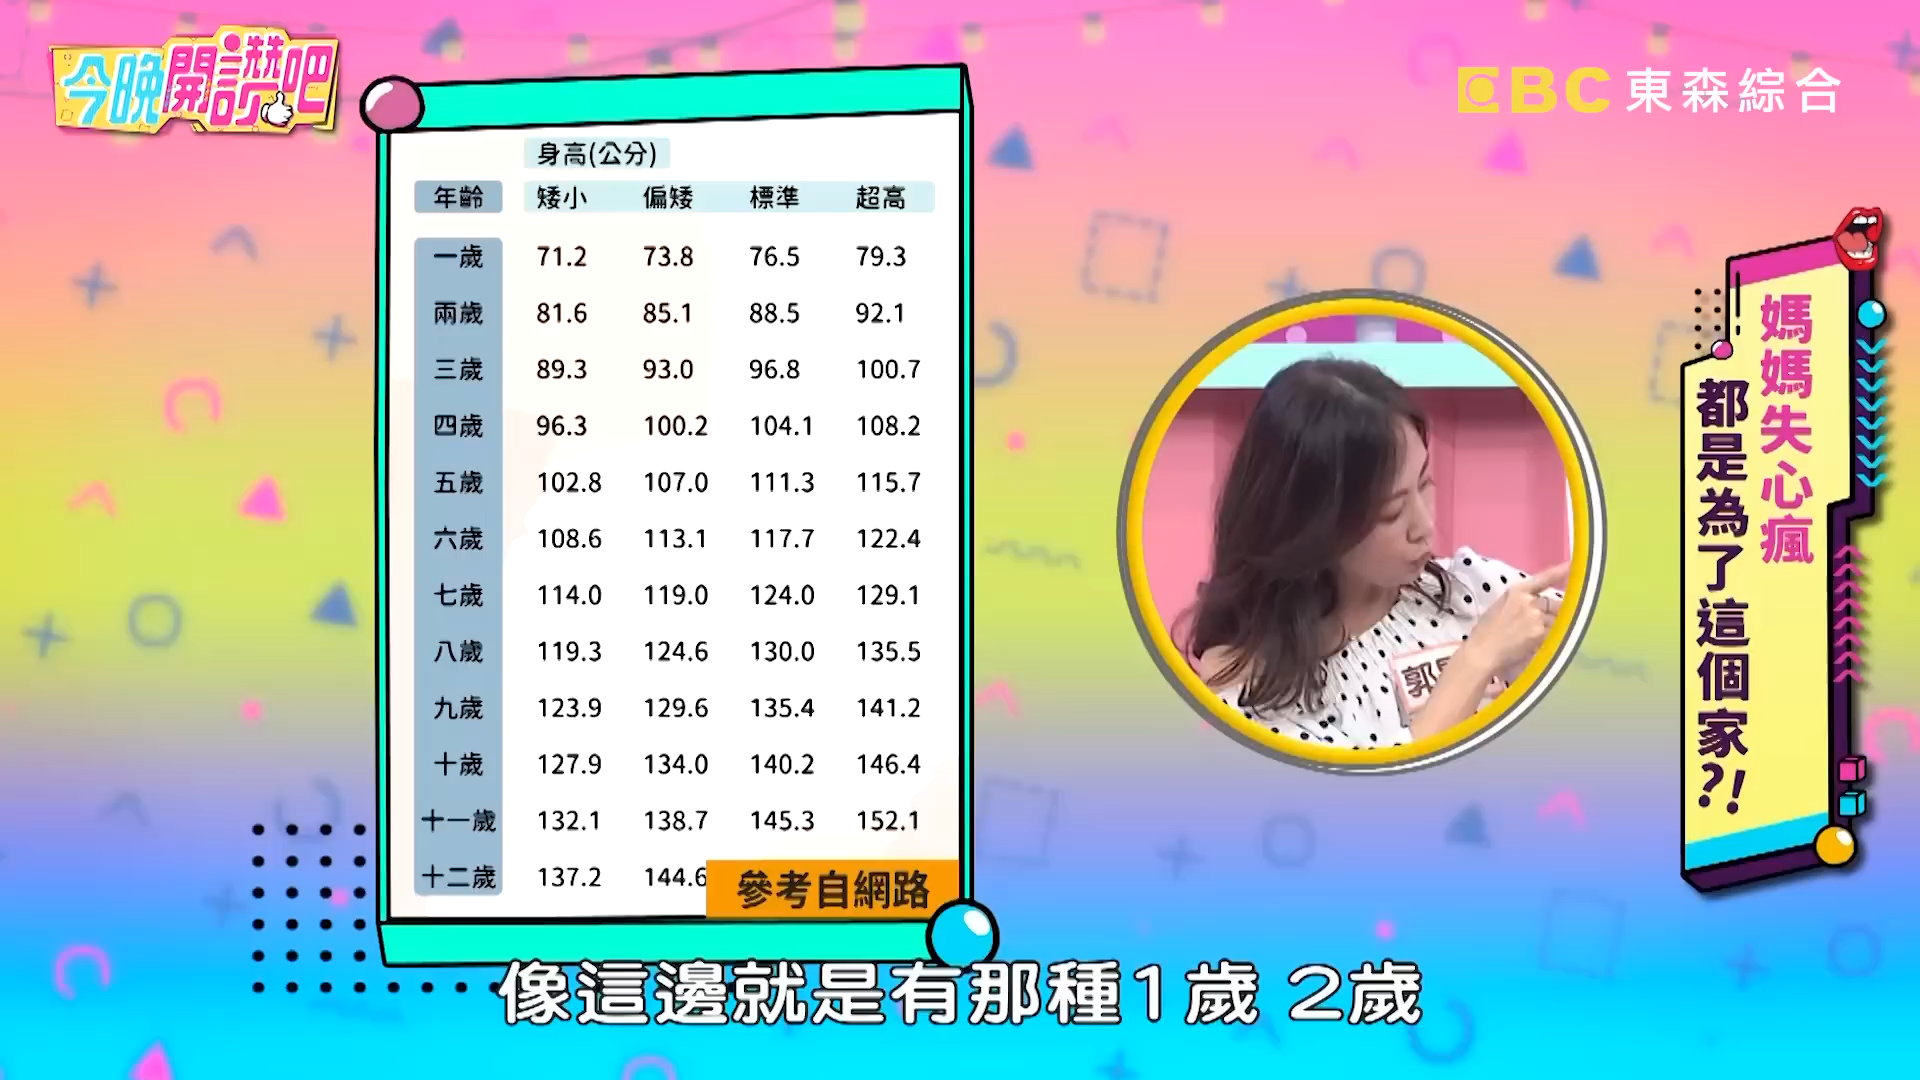 今晚開讚吧
EBC 東森綜合
身高(公分)
年齡 矮小 偏矮 標準 超高
一歲 71.2 73.8 76.5 79.3
兩歲 81.6 85.1 88.5 92.1
三歲 89.3 93.0 96.8 100.7
四歲 96.3 100.2 104.1 108.2
五歲 102.8 107.0 111.3 115.7
六歲 108.6 113.1 117.7 122.4
七歲 114.0 119.0 124.0 129.1
八歲 119.3 124.6 130.0 135.5
九歲 123.9 129.6 135.4 141.2
十歲 127.9 134.0 140.2 146.4
十一歲 132.1 138.7 145.3 152.1
十二歲 137.2 144.6
參考自網路
郭
媽媽失心瘋
都是為了這個家?!
像這邊就是有那種1歲 2歲